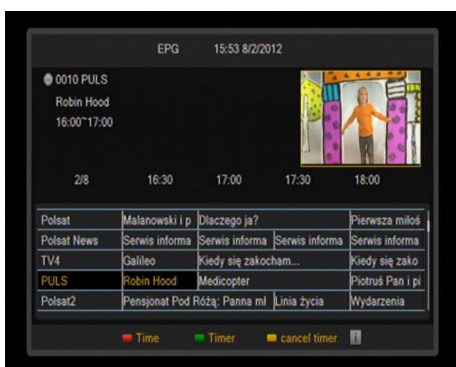 EPG 15:53 8/2/2012
0010 PULS
Robin Hood
16:00~17:00
2/8 16:30 17:00 17:30 18:00
Polsat Malanowski i p Dlaczego ja? Pierwsza miłoś
Polsat News Serwis informa Serwis informa Serwis informa Serwis informa
TV4 Galileo Kiedy się zakocham... Kiedy się zako
PULS Robin Hood Medicopter Piotruś Pan i pi
Polsat2 Pensjonat Pod Różą: Panna mł Linia życia Wydarzenia
Time Timer cancel timer i